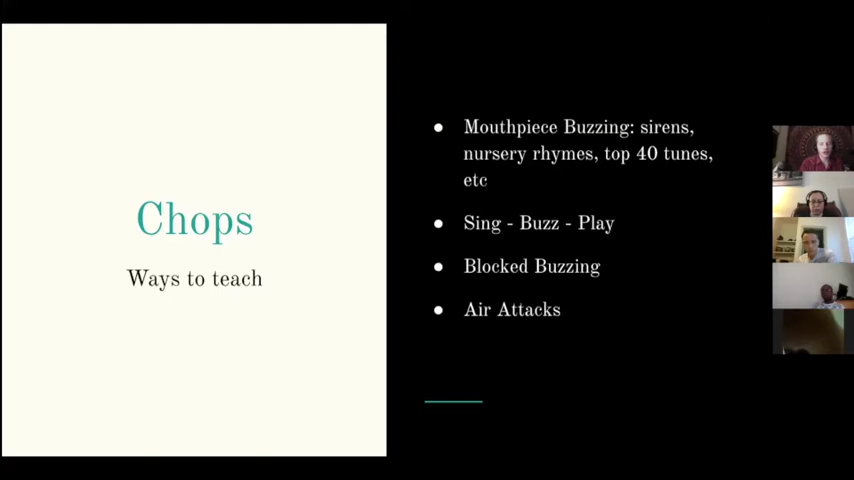 Chops
Ways to teach
● Mouthpiece Buzzing: sirens,
nursery rhymes, top 40 tunes,
etc
● Sing - Buzz - Play
● Blocked Buzzing
● Air Attacks